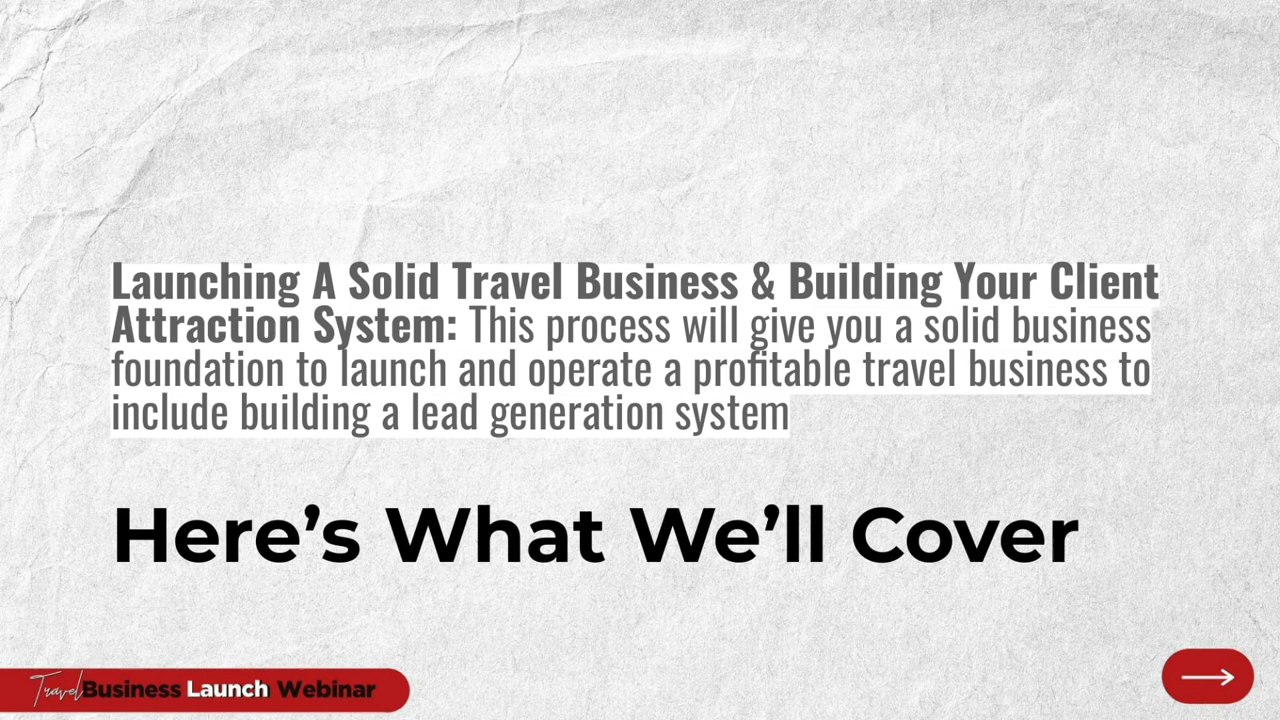 Launching A Solid Travel Business & Building Your Client
Attraction System: This process will give you a solid business
foundation to launch and operate a profitable travel business to
include building a lead generation system
Here’s What We’ll Cover
Travel Business Launch Webinar